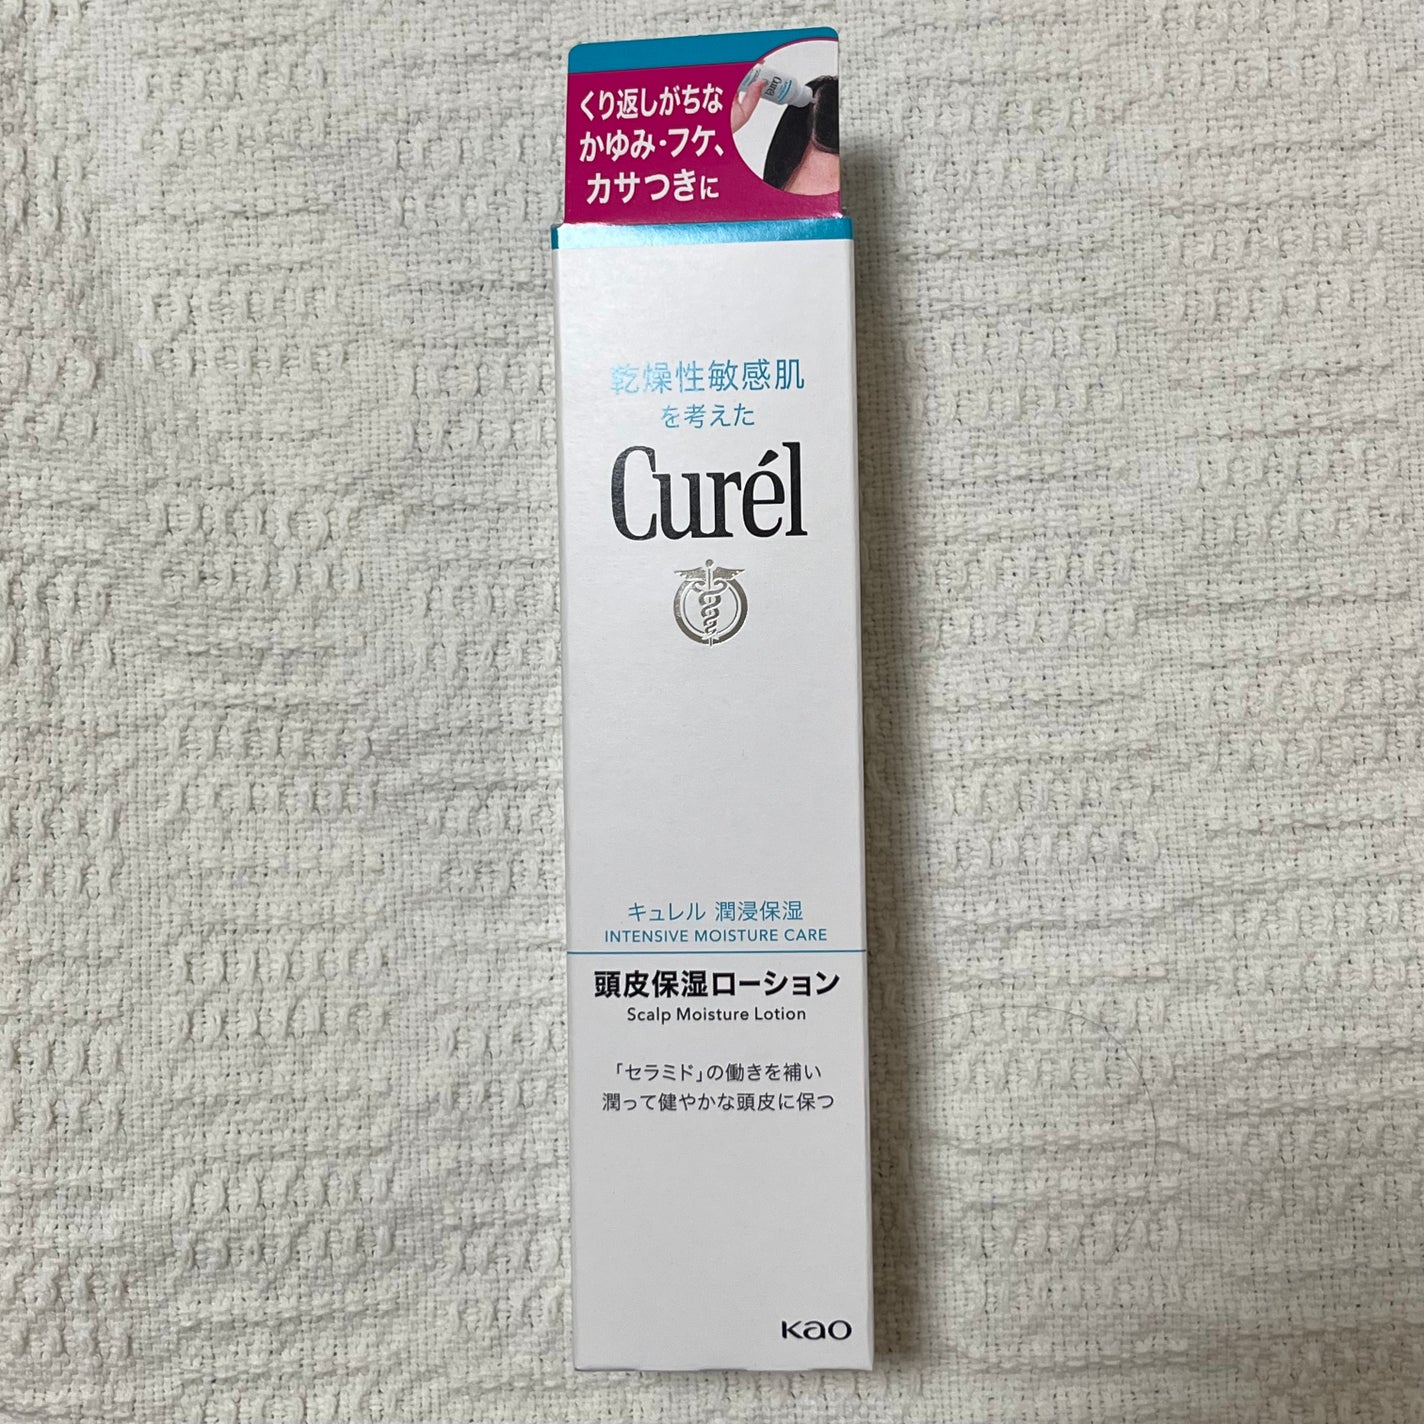 くり返しがちな
かゆみ・フケ、
カサつきに
Curél
乾燥性敏感肌
を考えた
Curél
キュレル 潤浸保湿
INTENSIVE MOISTURE CARE
頭皮保湿ローション
Scalp Moisture Lotion
「セラミド」の働きを補い
潤って健やかな頭皮に保つ
Kao